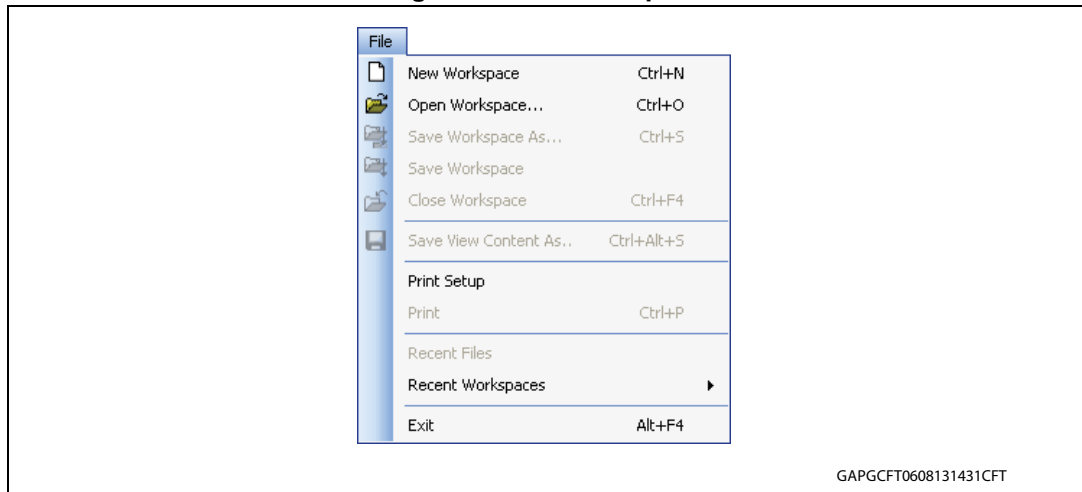 File
New Workspace Ctrl+N
Open Workspace... Ctrl+O
Save Workspace As... Ctrl+S
Save Workspace
Close Workspace Ctrl+F4
Save View Content As.. Ctrl+Alt+S
Print Setup
Print Ctrl+P
Recent Files
Recent Workspaces
Exit Alt+F4
GAPGCFT0608131431CFT